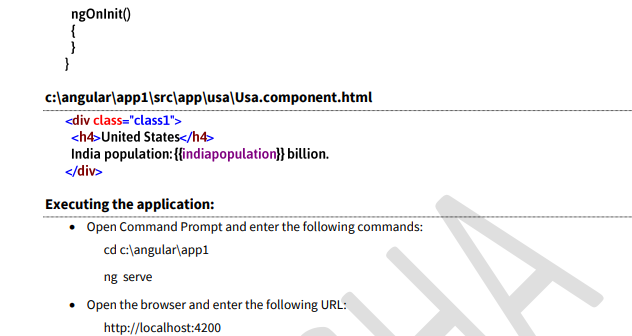 ngOnInit()
{
}
}
c:\angular\app1\src\app\usa\Usa.component.html
<div class="class1">
<h4>United States</h4>
India population: {{indiapopulation}} billion.
</div>
Executing the application:
• Open Command Prompt and enter the following commands:
cd c:\angular\app1
ng serve
• Open the browser and enter the following URL:
http://localhost:4200